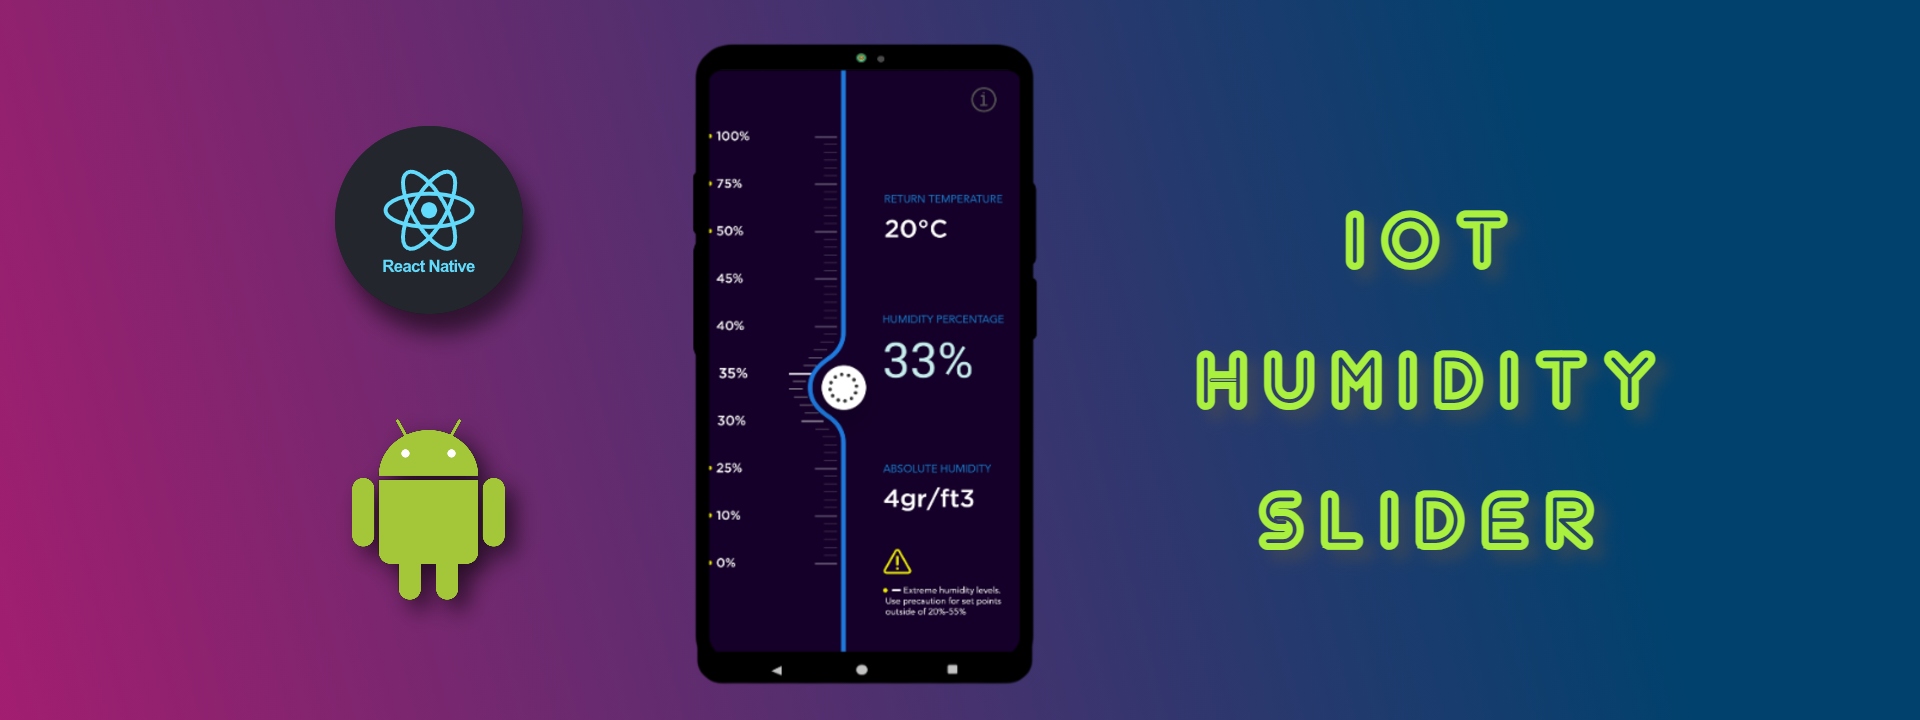 React Native
100%
75%
50%
45%
40%
35%
30%
25%
10%
0%
RETURN TEMPERATURE
20°C
HUMIDITY PERCENTAGE
33%
ABSOLUTE HUMIDITY
4gr/ft3
Extreme humidity levels.
Use precaution for set points
outside of 20%-55%
IOT
HUMIDITY
SLIDER